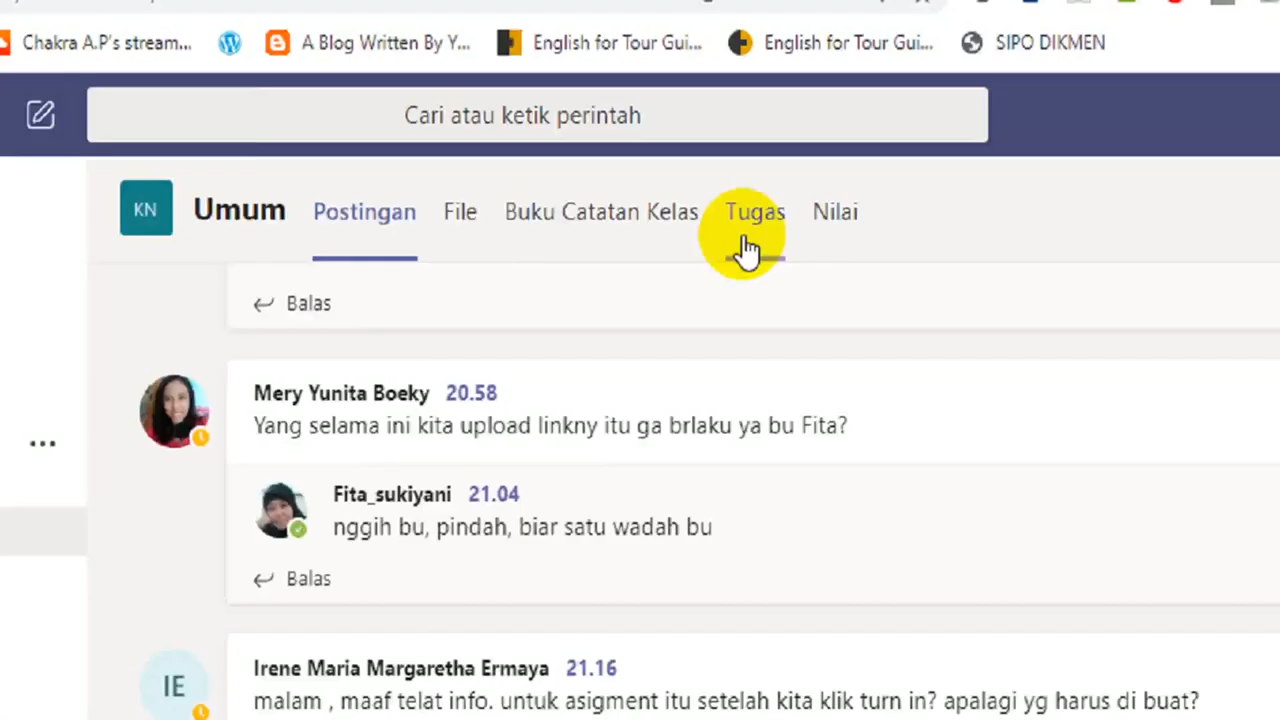 Chakra A.P's stream...
A Blog Written By Y...
English for Tour Gui...
English for Tour Gui...
SIPO DIKMEN
Cari atau ketik perintah
KN
Umum
Postingan
File
Buku Catatan Kelas
Tugas
Nilai
Balas
Mery Yunita Boeky 20.58
Yang selama ini kita upload linkny itu ga brlaku ya bu Fita?
Fita_sukiyani 21.04
nggih bu, pindah, biar satu wadah bu
Balas
IE
Irene Maria Margaretha Ermaya 21.16
malam , maaf telat info. untuk asigment itu setelah kita klik turn in? apalagi yg harus di buat?